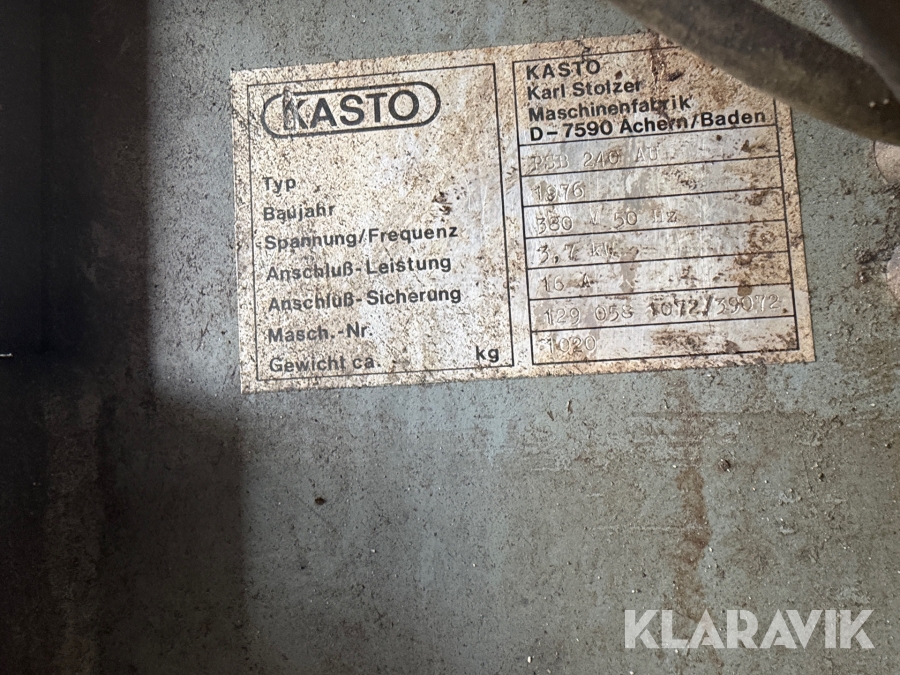 KASTO
Typ
Baujahr
Spannung/Frequenz
Anschluß-Leistung
Anschluß-Sicherung
Masch.-Nr.
Gewicht ca. kg
KASTO
Karl Stolzer
Maschinenfabrik
D-7590 Achern/Baden
240 AU
1976
380 V 50 Hz
3,7 kW
16 A
129 058 1072/39072
1020
KLARAVIK